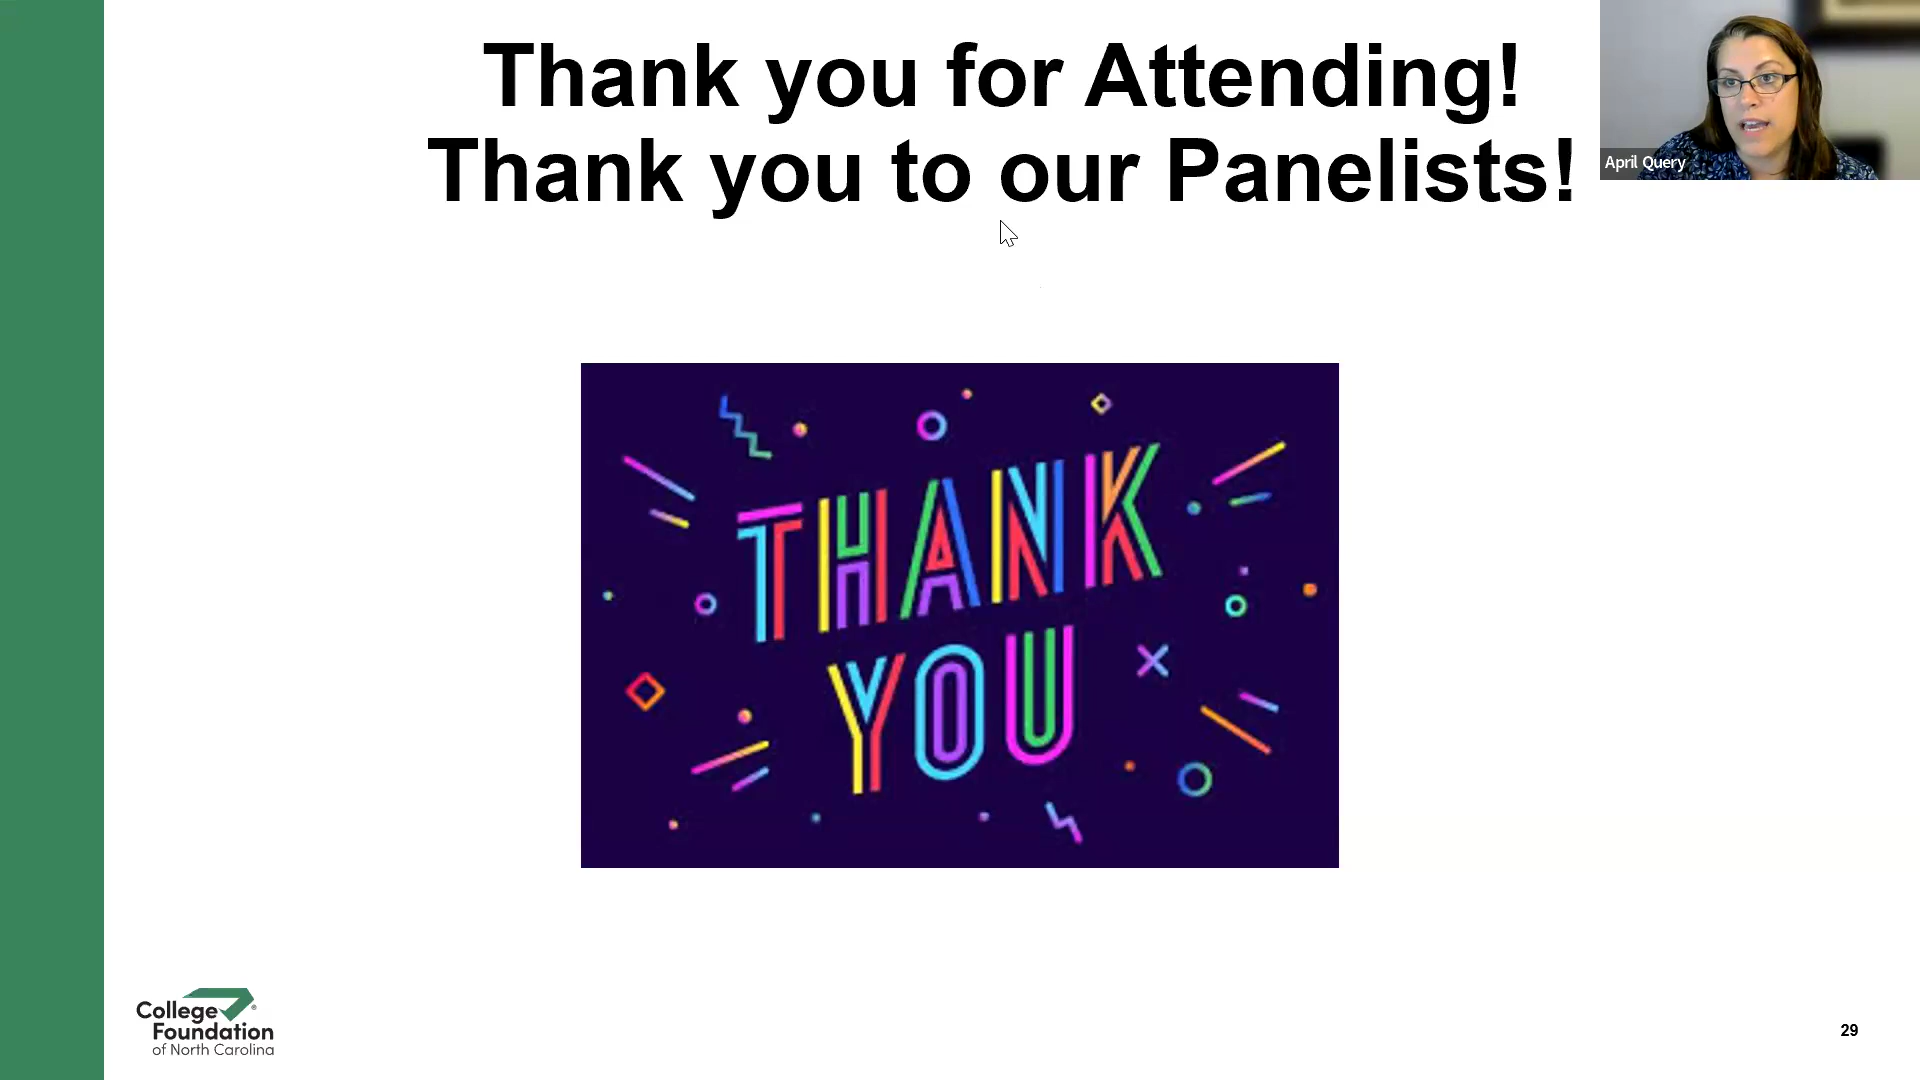 Thank you for Attending!
Thank you to our Panelists!
April Query
THANK
YOU
College
Foundation
of North Carolina
29